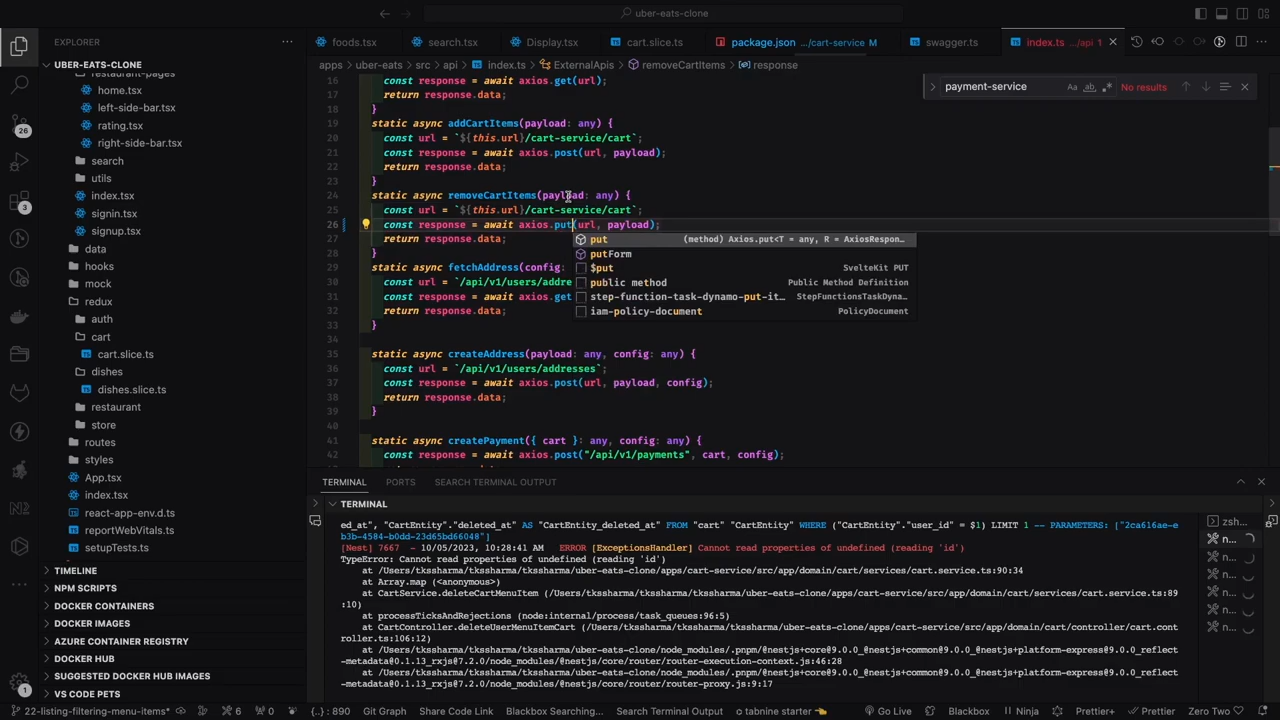 uber-eats-clone
EXPLORER
foods.tsx
search.tsx
Display.tsx
cart.slice.ts
package.json .../cart-service M
swagger.ts
index.ts .../api 1
UBER-EATS-CLONE
apps > uber-eats > src > api > index.ts > ExternalApis > removeCartItems > response
restaurant-pages
home.tsx
left-side-bar.tsx
rating.tsx
right-side-bar.tsx
search
utils
index.tsx
signin.tsx
signup.tsx
data
hooks
mock
redux
auth
cart
cart.slice.ts
dishes
dishes.slice.ts
restaurant
store
routes
styles
App.tsx
index.tsx
react-app-env.d.ts
reportWebVitals.ts
setupTests.ts
TIMELINE
NPM SCRIPTS
DOCKER CONTAINERS
DOCKER IMAGES
AZURE CONTAINER REGISTRY
DOCKER HUB
SUGGESTED DOCKER HUB IMAGES
VS CODE PETS
26
3
1
payment-service
Aa ab .*
No results
16 const response = await axios.get(url);
17 return response.data;
18 }
19 static async addCartItems(payload: any) {
20 const url = `${this.url}/cart-service/cart`;
21 const response = await axios.post(url, payload);
22 return response.data;
23 }
24 static async removeCartItems(payload: any) {
25 const url = `${this.url}/cart-service/cart`;
26 const response = await axios.put(url, payload);
27 return response.data;
28 }
29 static async fetchAddress(config:
30 const url = `/api/v1/users/addre
31 const response = await axios.get
32 return response.data;
33 }
34
35 static async createAddress(payload: any, config: any) {
36 const url = `/api/v1/users/addresses`;
37 const response = await axios.post(url, payload, config);
38 return response.data;
39 }
40
41 static async createPayment({ cart }: any, config: any) {
42 const response = await axios.post("/api/v1/payments", cart, config);
put (method) Axios.put<T = any, R = AxiosRespon…
putForm
$put SvelteKit PUT
public method Public Method Definition
step-function-task-dynamo-put-it… StepFunctionsTaskDyna…
iam-policy-document PolicyDocument
TERMINAL PORTS SEARCH TERMINAL OUTPUT
TERMINAL
ed_at", "CartEntity"."deleted_at" AS "CartEntity_deleted_at" FROM "cart" "CartEntity" WHERE ("CartEntity"."user_id" = $1) LIMIT 1 -- PARAMETERS: ["2ca616ae-e
b3b-4584-b0dd-23d65bd66048"]
[Nest] 7667 - 10/05/2023, 10:28:41 AM ERROR [ExceptionsHandler] Cannot read properties of undefined (reading 'id')
TypeError: Cannot read properties of undefined (reading 'id')
at /Users/tkssharma/tkssharma/uber-eats-clone/apps/cart-service/src/app/domain/cart/services/cart.service.ts:90:34
at Array.map (<anonymous>)
at CartService.deleteCartMenuItem (/Users/tkssharma/tkssharma/uber-eats-clone/apps/cart-service/src/app/domain/cart/services/cart.service.ts:89
:10)
at processTicksAndRejections (node:internal/process/task_queues:96:5)
at CartController.deleteUserMenuItemCart (/Users/tkssharma/tkssharma/uber-eats-clone/apps/cart-service/src/app/domain/cart/controller/cart.cont
roller.ts:106:12)
at /Users/tkssharma/tkssharma/uber-eats-clone/node_modules/.pnpm/@nestjs+core@9.0.0_@nestjs+common@9.0.0_@nestjs+platform-express@9.0.0_reflect
-metadata@0.1.13_rxjs@7.2.0/node_modules/@nestjs/core/router/router-execution-context.js:46:28
at /Users/tkssharma/tkssharma/uber-eats-clone/node_modules/.pnpm/@nestjs+core@9.0.0_@nestjs+common@9.0.0_@nestjs+platform-express@9.0.0_reflect
-metadata@0.1.13_rxjs@7.2.0/node_modules/@nestjs/core/router/router-proxy.js:9:17
zsh…
n…
n…
n…
n…
n…
22-listing-filtering-menu-items* 6 0 {..} : 890 Git Graph Share Code Link Blackbox Searching… Search Terminal Output tabnine starter Go Live Blackbox Ninja Prettier+ Prettier Zero Two